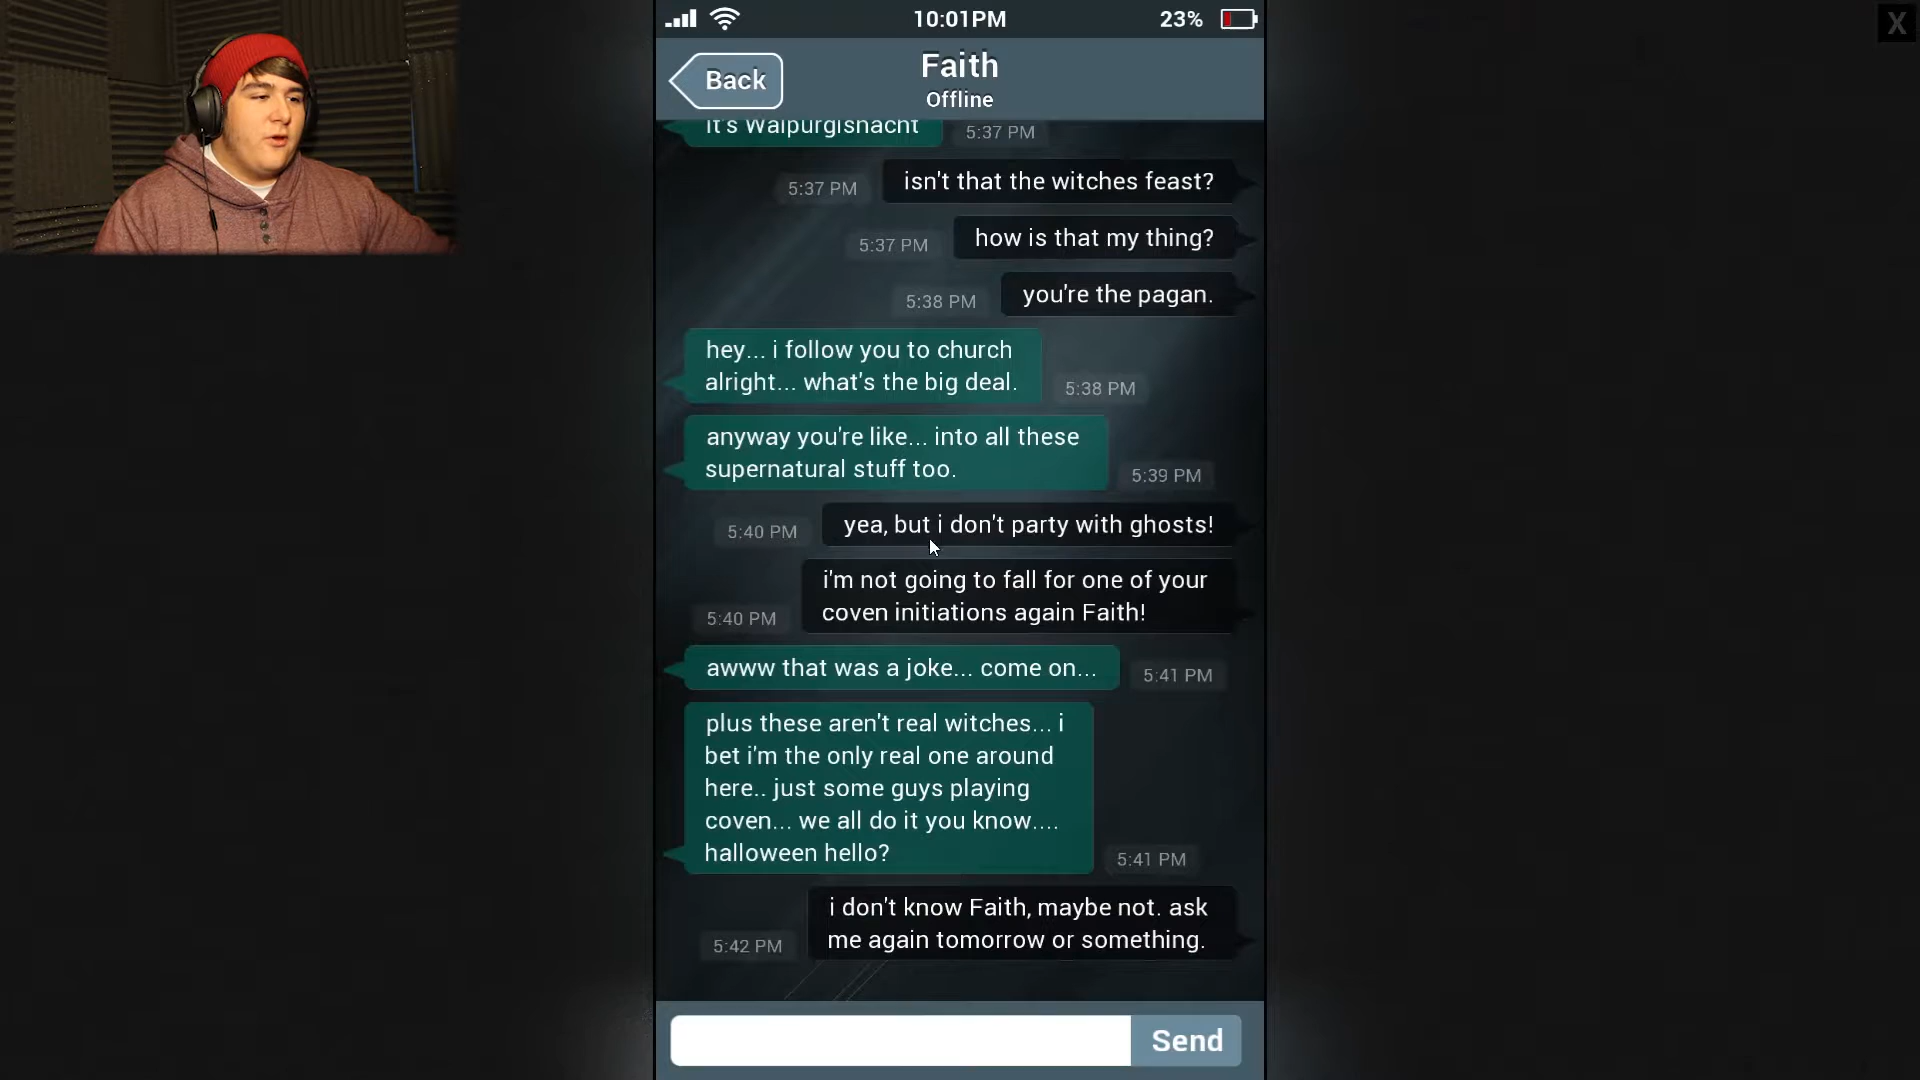 10:01PM
23%
X
Back
Faith
Offline
it's Walpurgisnacht
5:37 PM
isn't that the witches feast?
5:37 PM
how is that my thing?
5:37 PM
you're the pagan.
5:38 PM
hey... i follow you to church
alright... what's the big deal.
5:38 PM
anyway you're like... into all these
supernatural stuff too.
5:39 PM
yea, but i don't party with ghosts!
5:40 PM
i'm not going to fall for one of your
coven initiations again Faith!
5:40 PM
awww that was a joke... come on...
5:41 PM
plus these aren't real witches... i
bet i'm the only real one around
here.. just some guys playing
coven... we all do it you know....
halloween hello?
5:41 PM
i don't know Faith, maybe not. ask
me again tomorrow or something.
5:42 PM
Send